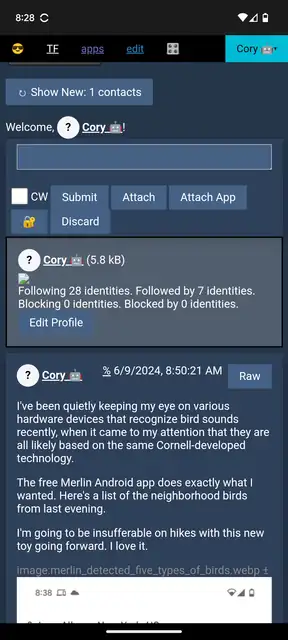 8:28
TF apps edit Cory
Show New: 1 contacts
Welcome, ? Cory !
CW Submit Attach Attach App
Discard
? Cory (5.8 kB)
Following 28 identities. Followed by 7 identities.
Blocking 0 identities. Blocked by 0 identities.
Edit Profile
? Cory % 6/9/2024, 8:50:21 AM Raw
I've been quietly keeping my eye on various
hardware devices that recognize bird sounds
recently, when it came to my attention that they are
all likely based on the same Cornell-developed
technology.
The free Merlin Android app does exactly what I
wanted. Here's a list of the neighborhood birds
from last evening.
I'm going to be insufferable on hikes with this new
toy going forward. I love it.
image:merlin_detected_five_types_of_birds.webp
8:38